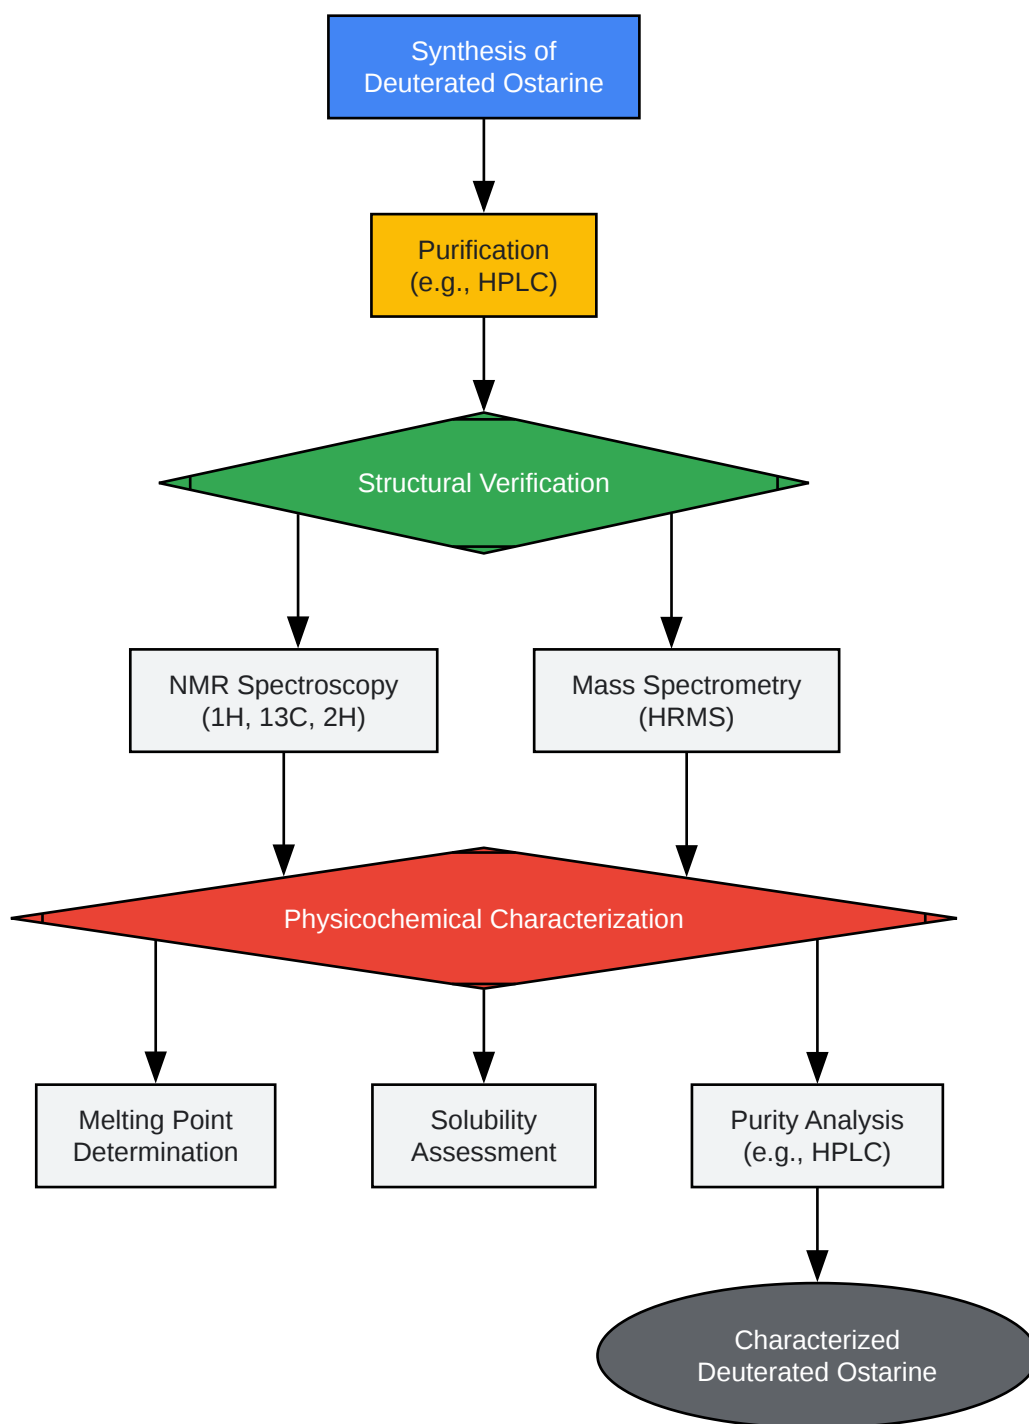 Synthesis of
Deuterated Ostarine
Purification
(e.g., HPLC)
Structural Verification
NMR Spectroscopy
(1H, 13C, 2H)
Mass Spectrometry
(HRMS)
Physicochemical Characterization
Melting Point
Determination
Solubility
Assessment
Purity Analysis
(e.g., HPLC)
Characterized
Deuterated Ostarine